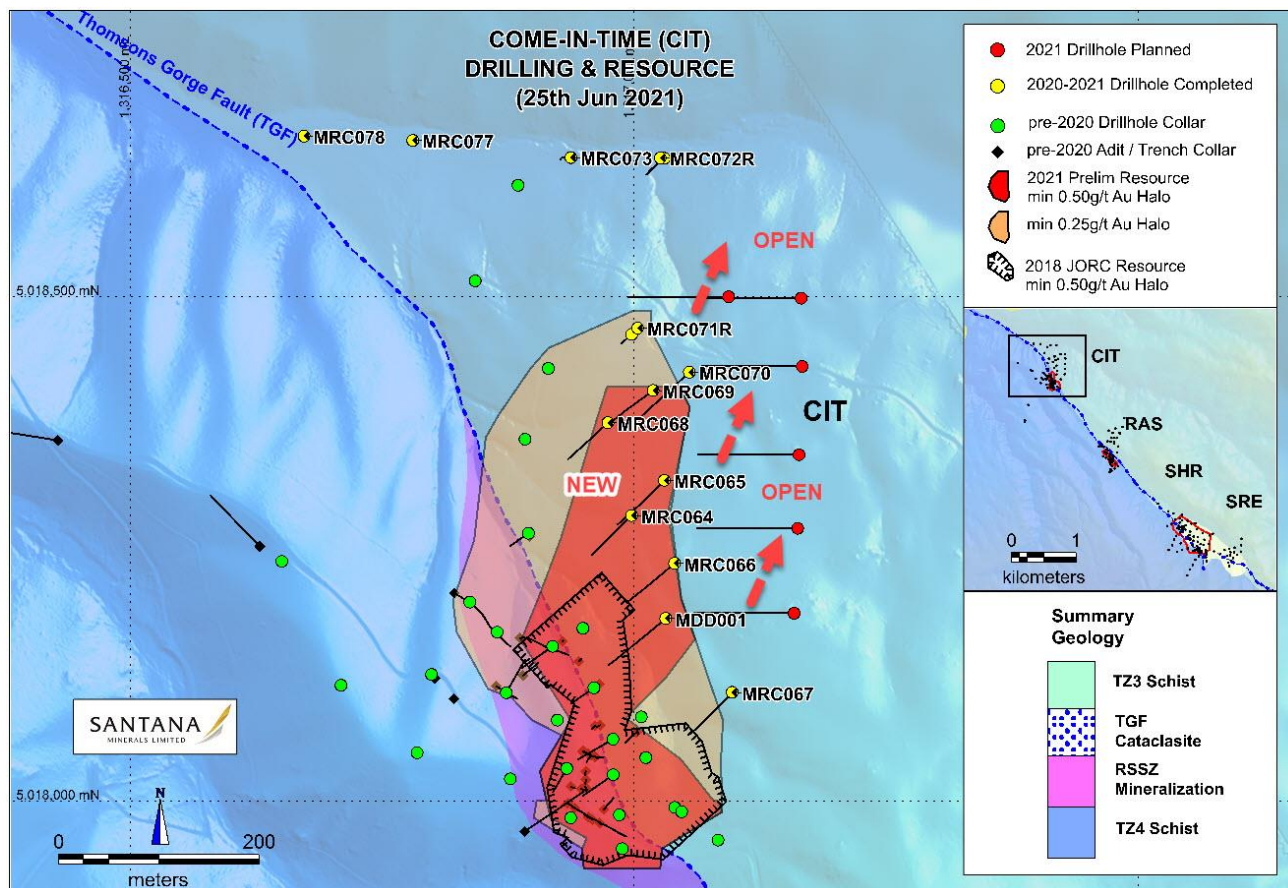 COME-IN-TIME (CIT)
DRILLING & RESOURCE
(25th Jun 2021)
Thomsons Gorge Fault (TGF)
1,316,500 mE
MRC078
MRC077
MRC073
MRC072R
OPEN
5,018,500 mN
MRC071R
MRC070
MRC069
CIT
MRC068
NEW
MRC065
OPEN
MRC064
MRC066
MDD001
MRC067
SANTANA
MINERALS LIMITED
5,018,000 mN
N
0
200
meters
2021 Drillhole Planned
2020-2021 Drillhole Completed
pre-2020 Drillhole Collar
pre-2020 Adit / Trench Collar
2021 Prelim Resource
min 0.50g/t Au Halo
min 0.25g/t Au Halo
2018 JORC Resource
min 0.50g/t Au Halo
CIT
RAS
SHR
SRE
0
1
kilometers
Summary
Geology
TZ3 Schist
TGF
Cataclasite
RSSZ
Mineralization
TZ4 Schist